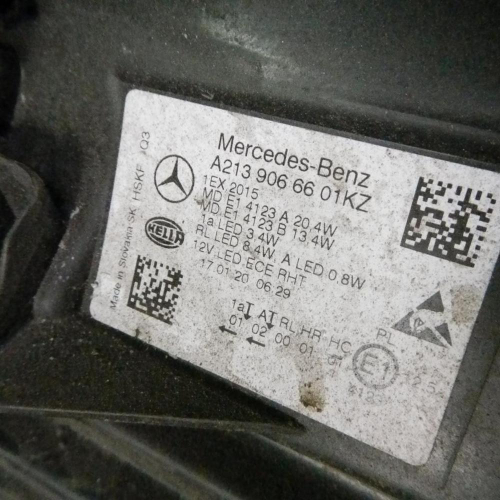 Mercedes-Benz
A213 906 66 01KZ
1EX 2015
MD E1 4123 A 20.4W
MD E1 4123 B 13,4W
1a LED 3.4W
RL LED 8.4W, A LED 0.8W
12V LED ECE RHT
17.01.20 06:29
HELLA
Made in Slovakia SK HSKF
1a A RL HR HC PL
01 02 00 01
E1